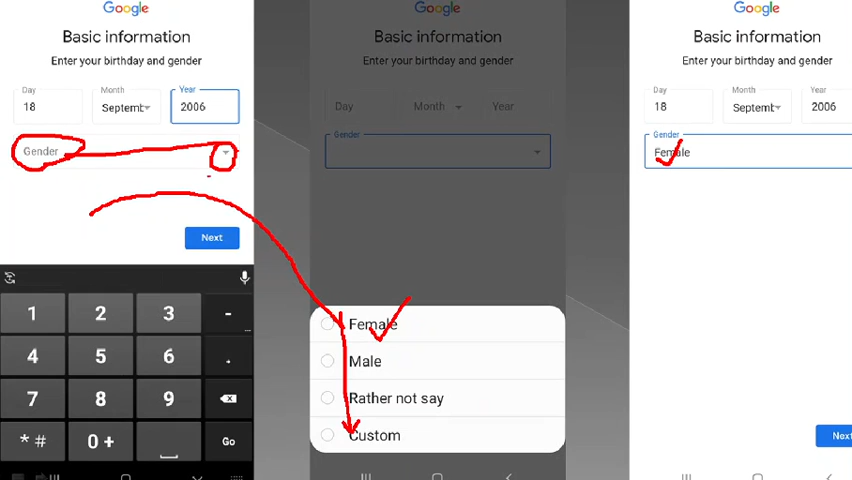 Google
Basic information
Enter your birthday and gender
Day
Month
Year
18
Septemb
2006
Gender
Next
1 2 3 -
4 5 6 .
7 8 9
* # 0 + Go
Google
Basic information
Enter your birthday and gender
Day
Month
Year
Gender
Female
Male
Rather not say
Custom
Google
Basic information
Enter your birthday and gender
Day
Month
Year
18
Septemb
2006
Gender
Female
Next